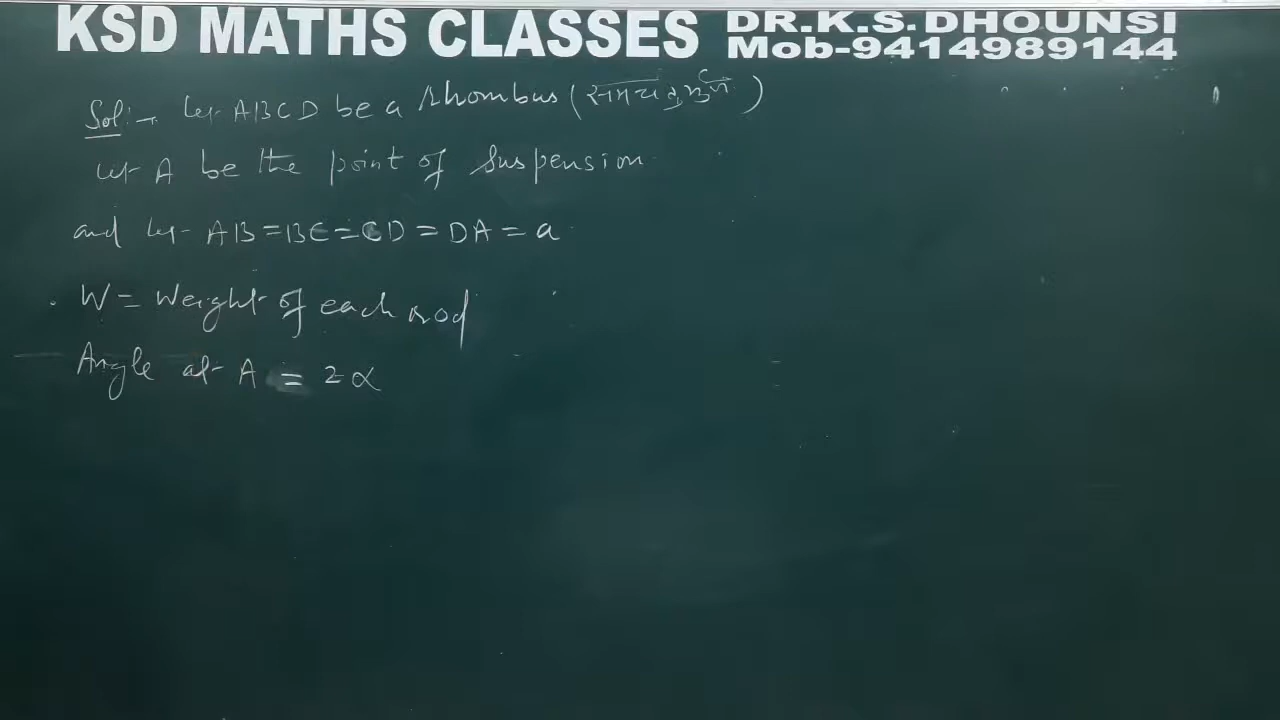 KSD MATHS CLASSES DR.K.S.DHOUNSI
Mob-9414989144
Sol:→ Let ABCD be a Rhombus (समचतुर्भुज)
Let A be the point of suspension
and let AB = BC = CD = DA = a
W = Weight of each rod
Angle at A = 2α